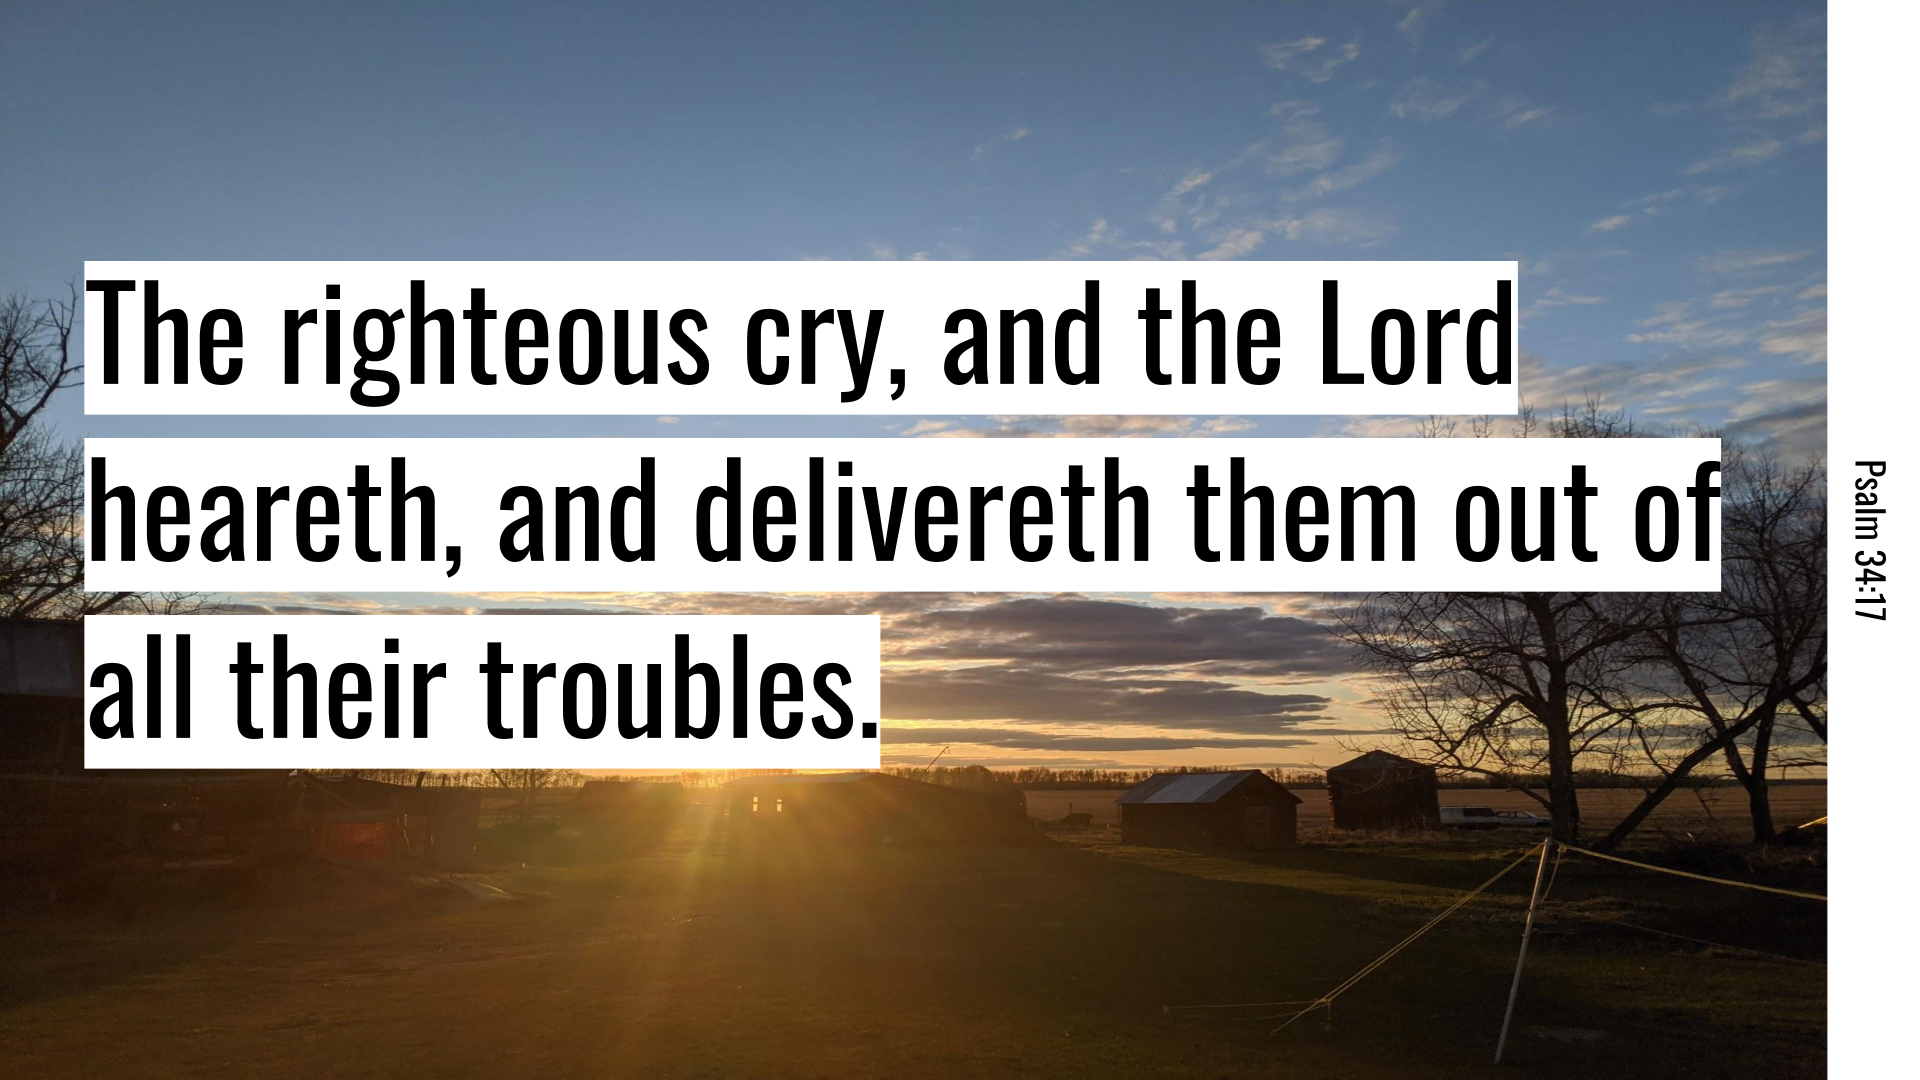 The righteous cry, and the Lord
heareth, and delivereth them out of
all their troubles.
Psalm 34:17